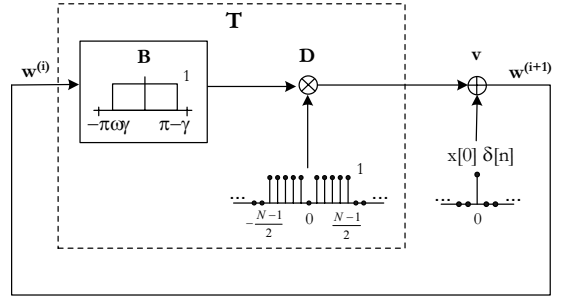 T
B
D
v
w^(i)
w^(i+1)
1
−πωγ
π−γ
x[0] δ[n]
1
...
...
−(N−1)/2
0
(N−1)/2
...
...
0